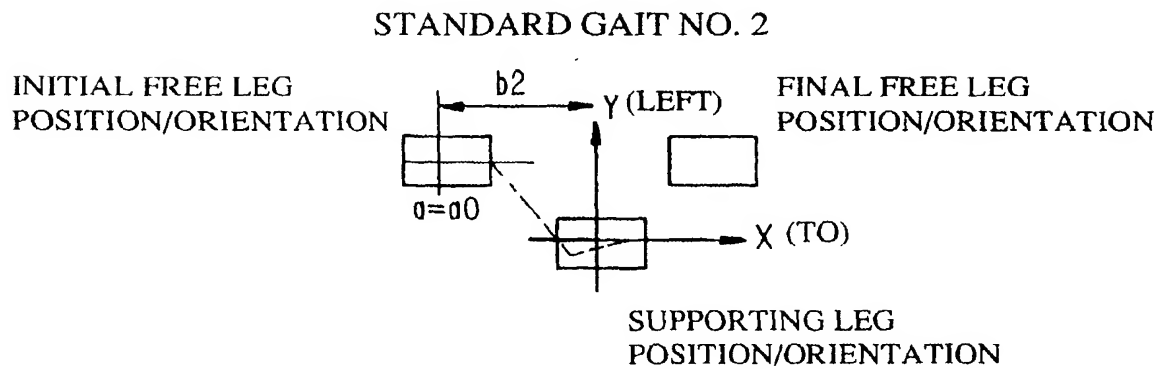 STANDARD GAIT NO. 2
INITIAL FREE LEG
POSITION/ORIENTATION
b2
Y (LEFT)
FINAL FREE LEG
POSITION/ORIENTATION
a=a0
X (TO)
SUPPORTING LEG
POSITION/ORIENTATION